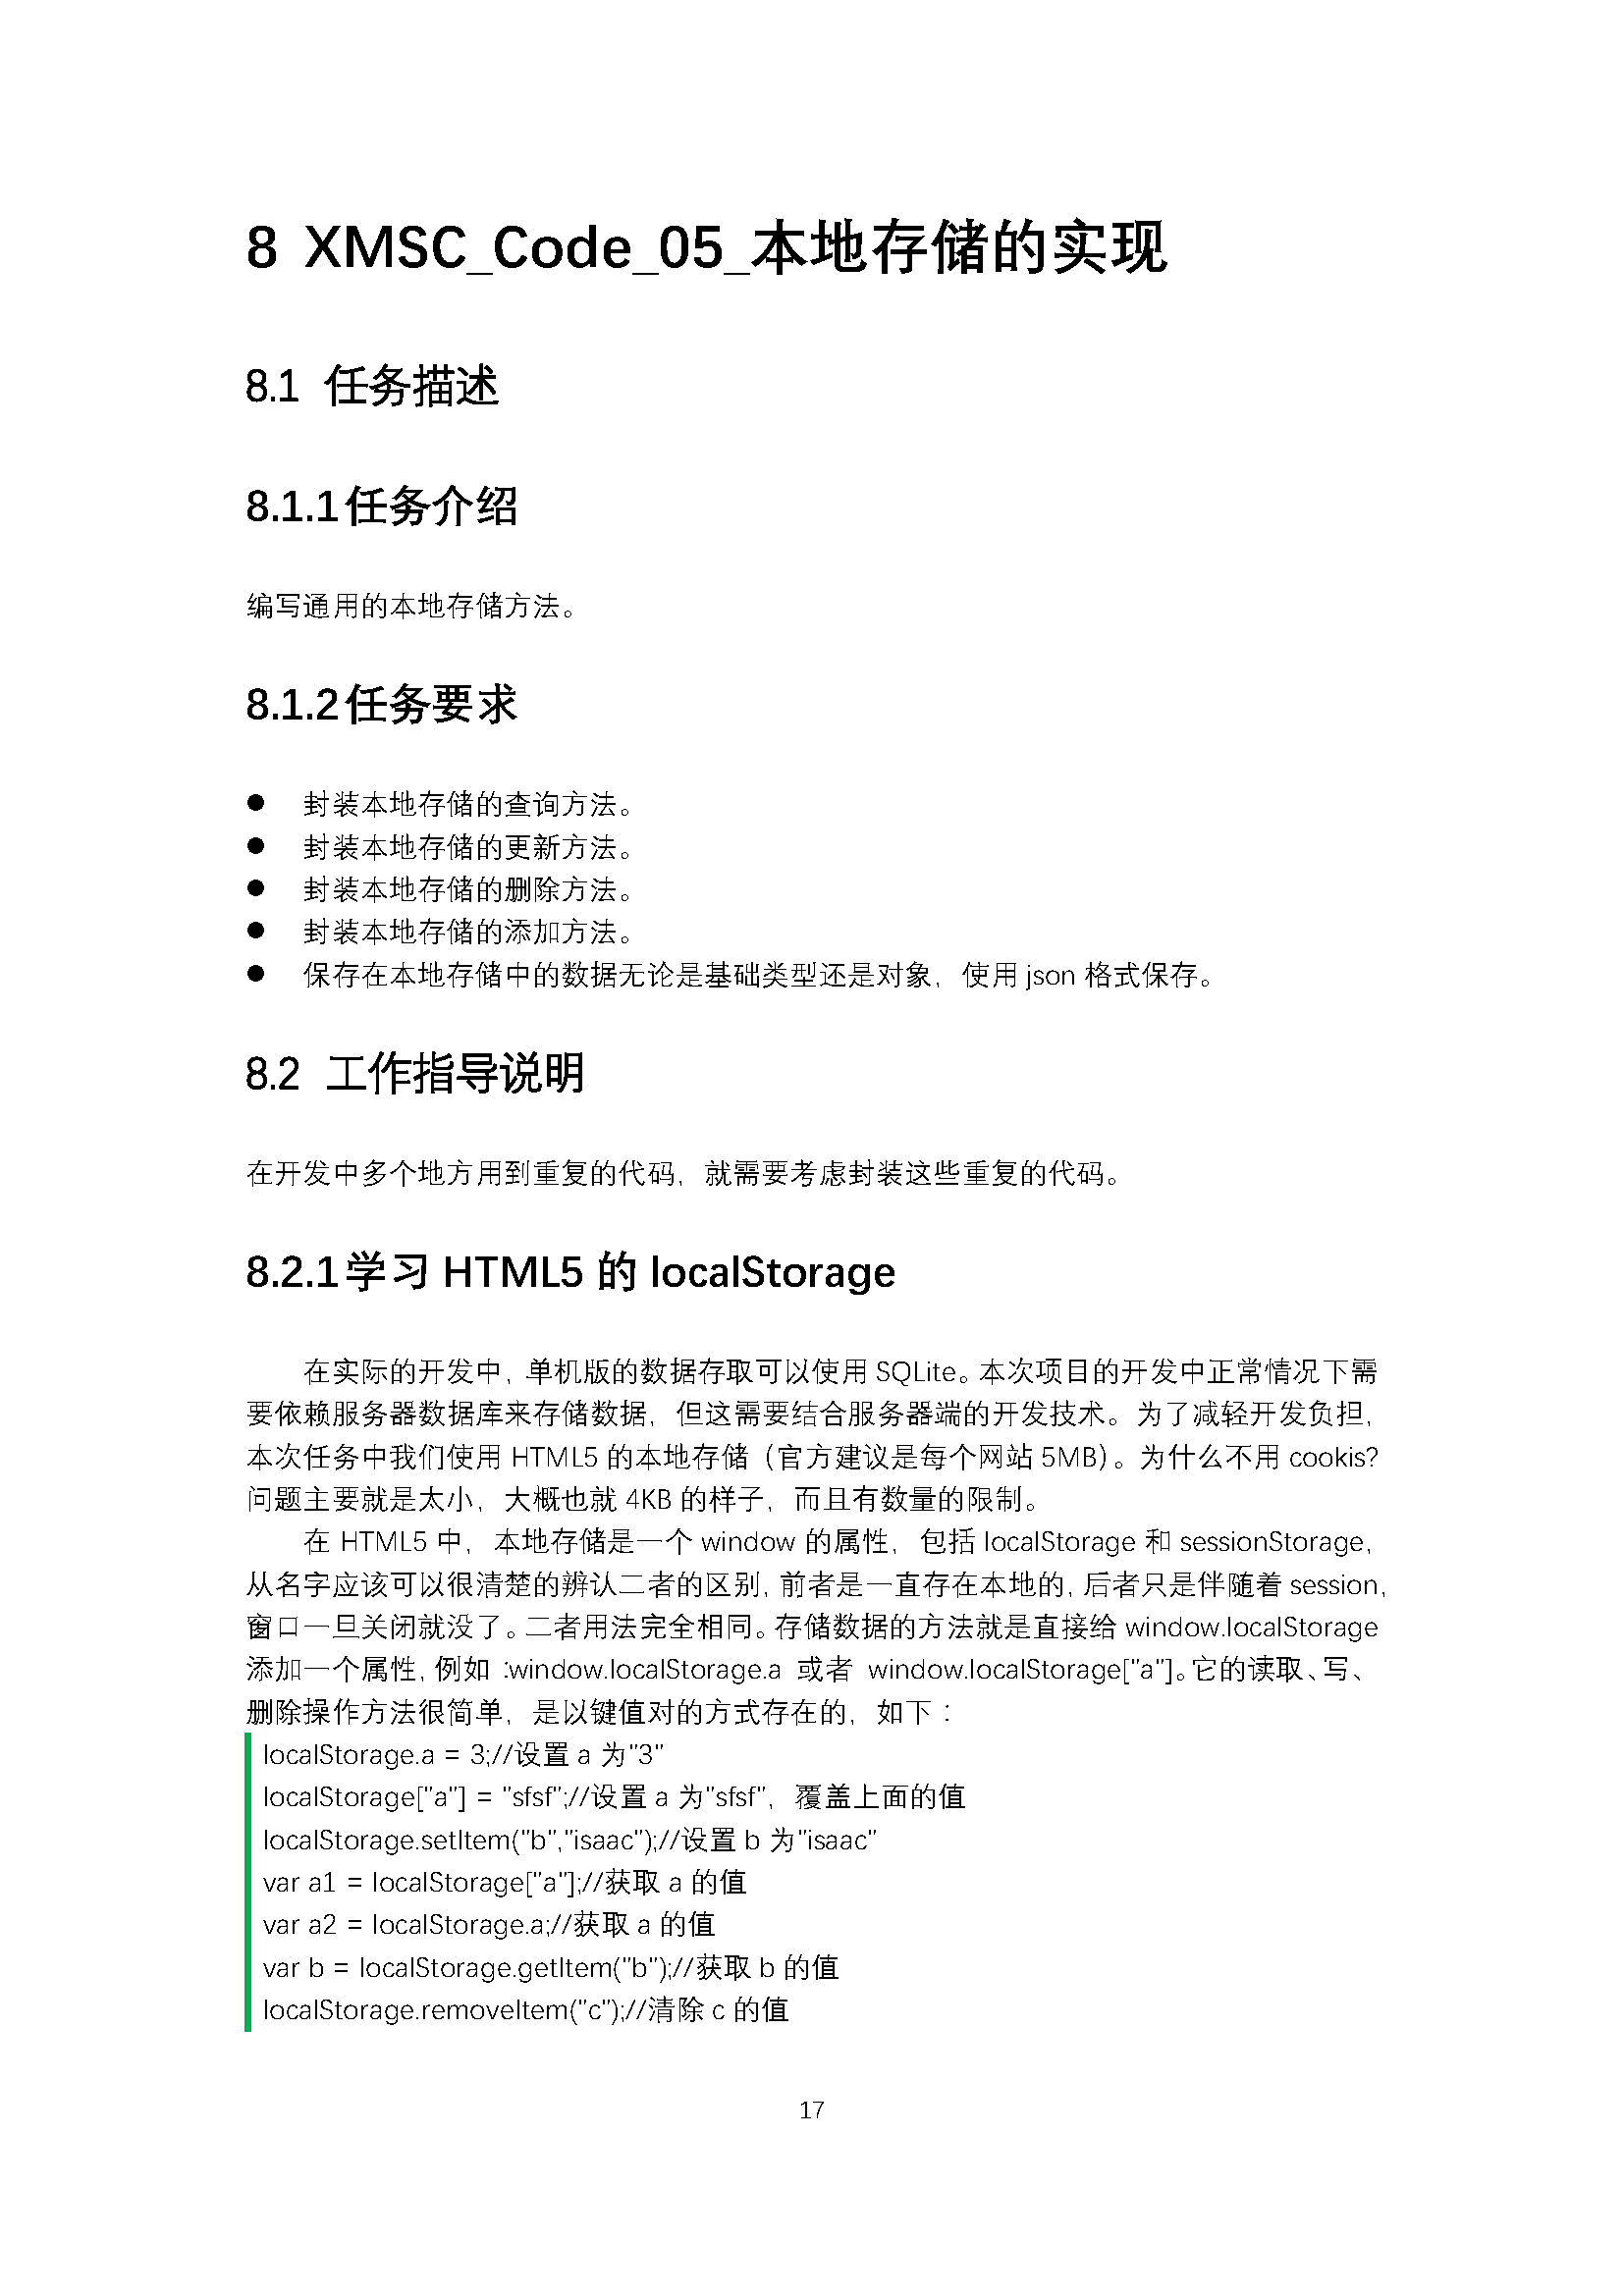 8 XMSC_Code_05_本地存储的实现
8.1 任务描述
8.1.1任务介绍
编写通用的本地存储方法。
8.1.2任务要求
● 封装本地存储的查询方法。
● 封装本地存储的更新方法。
● 封装本地存储的删除方法。
● 封装本地存储的添加方法。
● 保存在本地存储中的数据无论是基础类型还是对象，使用 json 格式保存。
8.2 工作指导说明
在开发中多个地方用到重复的代码，就需要考虑封装这些重复的代码。
8.2.1学习 HTML5 的 localStorage
在实际的开发中，单机版的数据存取可以使用 SQLite。本次项目的开发中正常情况下需
要依赖服务器数据库来存储数据，但这需要结合服务器端的开发技术。为了减轻开发负担，
本次任务中我们使用 HTML5 的本地存储（官方建议是每个网站 5MB）。为什么不用 cookis?
问题主要就是太小，大概也就 4KB 的样子，而且有数量的限制。
在 HTML5 中，本地存储是一个 window 的属性，包括 localStorage 和 sessionStorage，
从名字应该可以很清楚的辨认二者的区别，前者是一直存在本地的，后者只是伴随着 session，
窗口一旦关闭就没了。二者用法完全相同。存储数据的方法就是直接给 window.localStorage
添加一个属性，例如：window.localStorage.a 或者 window.localStorage["a"]。它的读取、写、
删除操作方法很简单，是以键值对的方式存在的，如下：
localStorage.a = 3;//设置 a 为"3"
localStorage["a"] = "sfsf";//设置 a 为"sfsf"，覆盖上面的值
localStorage.setItem("b","isaac");//设置 b 为"isaac"
var a1 = localStorage["a"];//获取 a 的值
var a2 = localStorage.a;//获取 a 的值
var b = localStorage.getItem("b");//获取 b 的值
localStorage.removeItem("c");//清除 c 的值
17